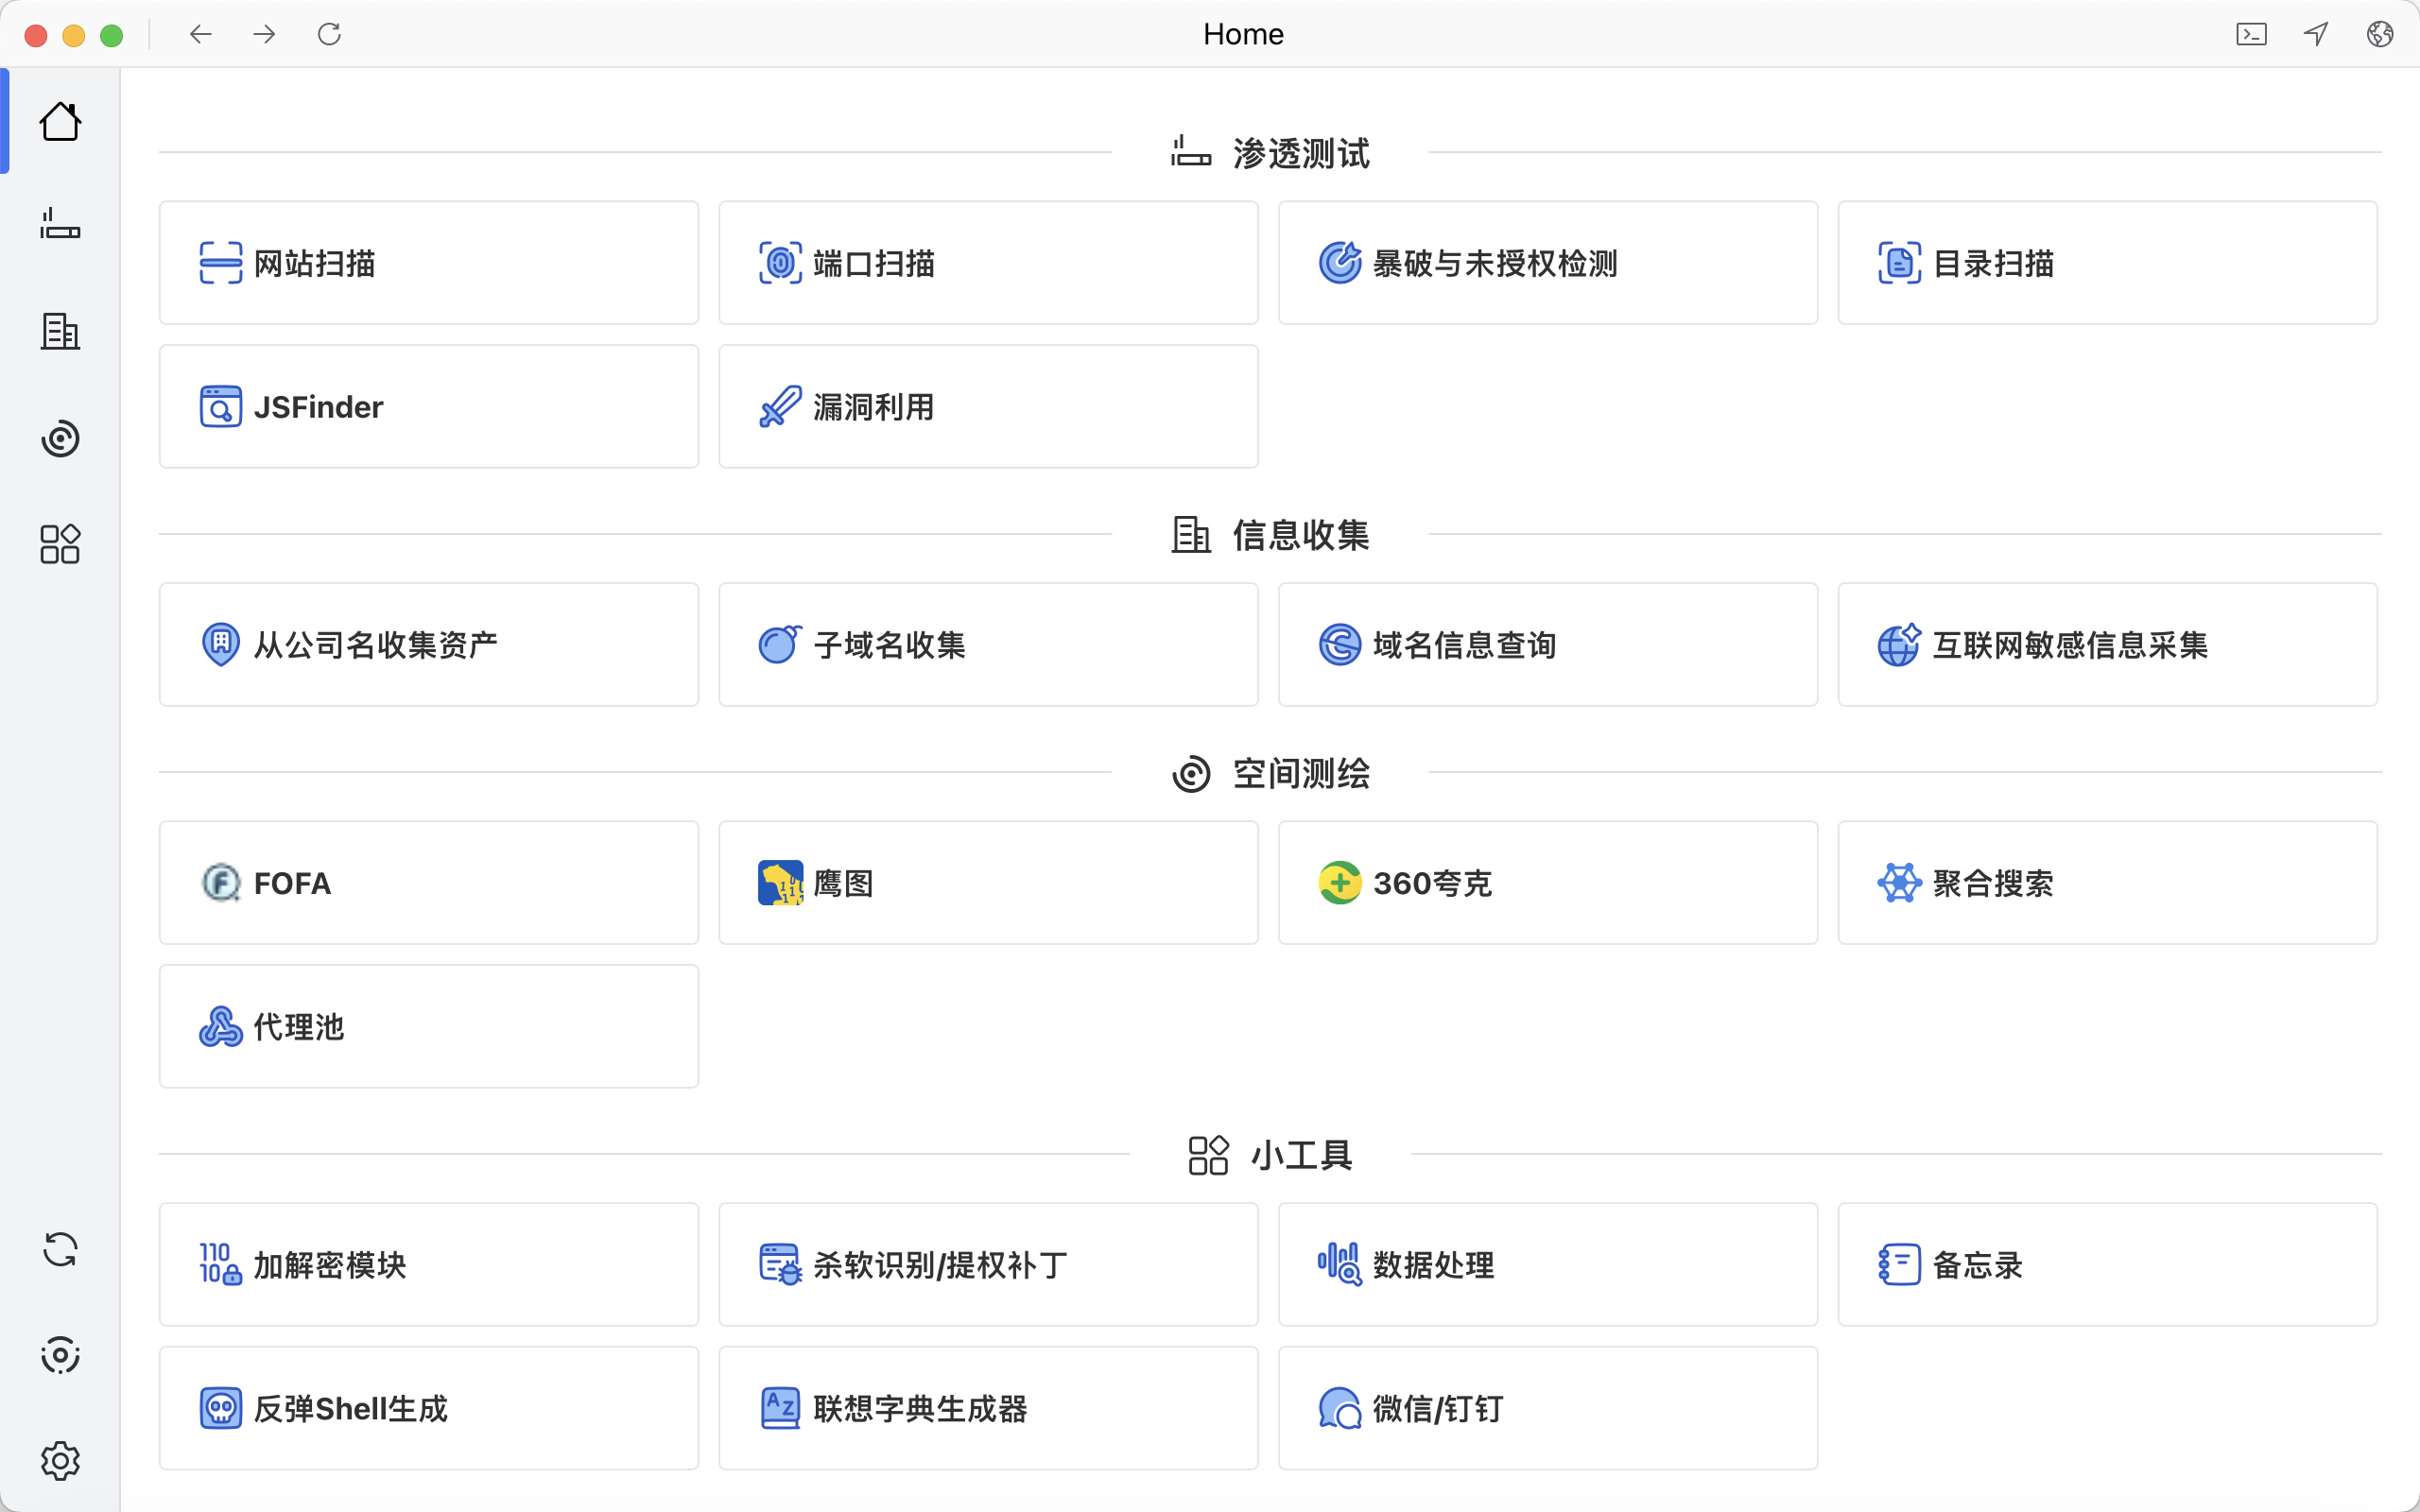 Home
渗透测试
网站扫描
端口扫描
暴破与未授权检测
目录扫描
JSFinder
漏洞利用
信息收集
从公司名收集资产
子域名收集
域名信息查询
互联网敏感信息采集
空间测绘
FOFA
鹰图
360夸克
聚合搜索
代理池
小工具
加解密模块
杀软识别/提权补丁
数据处理
备忘录
反弹Shell生成
联想字典生成器
微信/钉钉